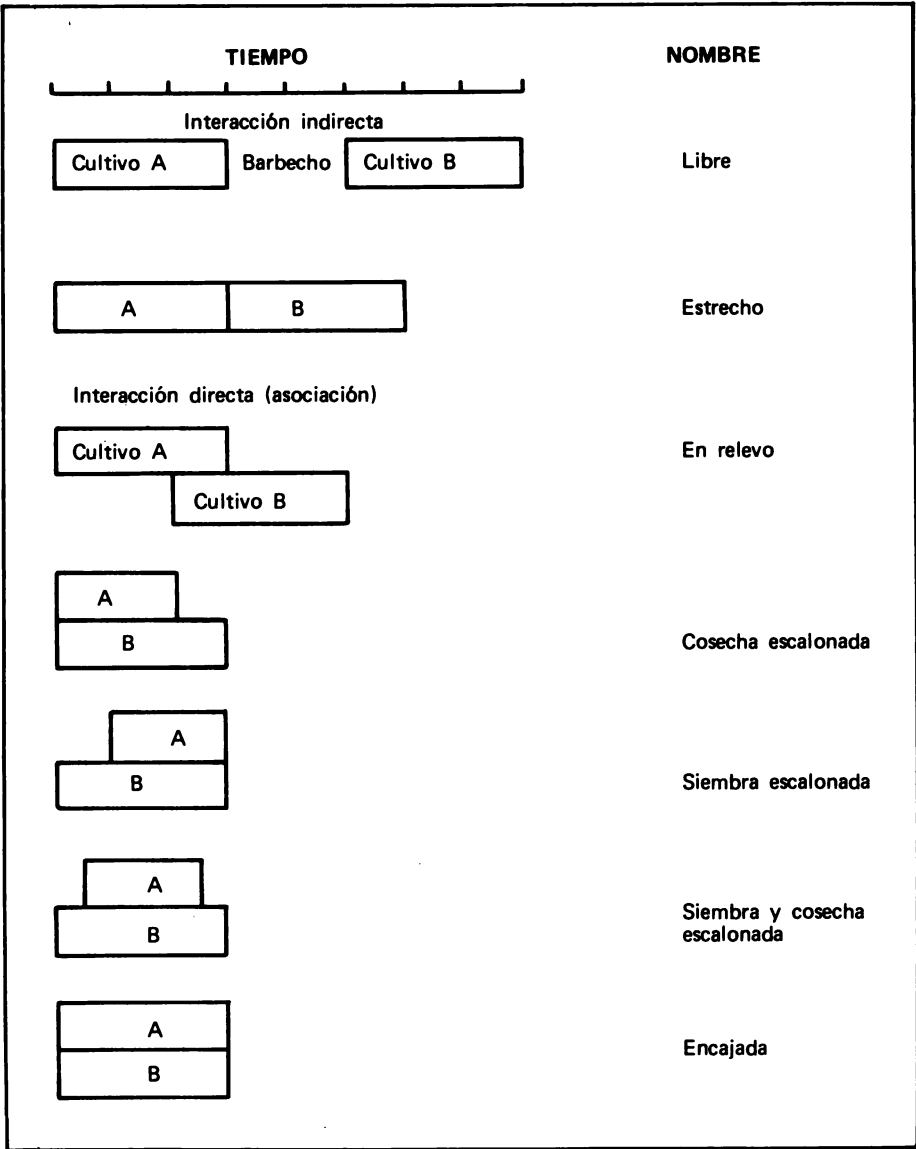 TIEMPO NOMBRE
Interacción indirecta
Cultivo A Barbecho Cultivo B Libre
A B Estrecho
Interacción directa (asociación)
Cultivo A En relevo
Cultivo B
A
B Cosecha escalonada
A
B Siembra escalonada
A
Siembra y cosecha
B escalonada
A
Encajada
B